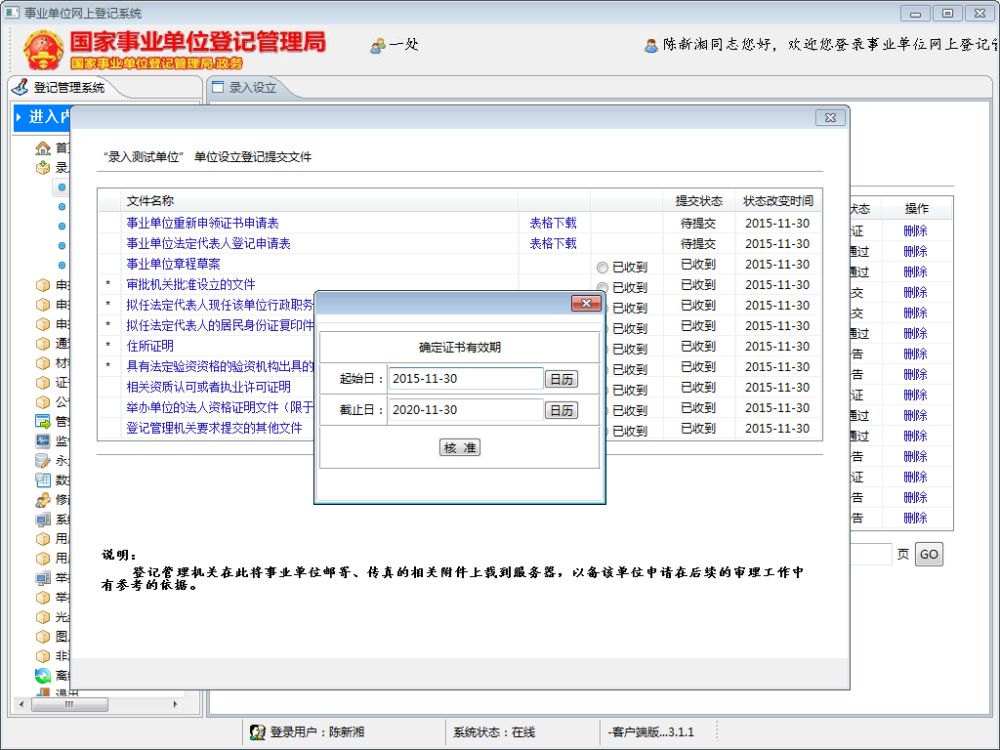 事业单位网上登记系统
国家事业单位登记管理局
国家事业单位登记管理局.政务
一处
陈新湘同志您好，欢迎您登录事业单位网上登记
登记管理系统
录入设立
进入内
首
录
申
申
申
通
材
证
公
管
监
永
数
修
系
用
用
举
举
光
图
非
离
退出
“录入测试单位” 单位设立登记提交文件
文件名称 提交状态 状态改变时间
事业单位重新申领证书申请表 表格下载 待提交 2015-11-30
事业单位法定代表人登记申请表 表格下载 待提交 2015-11-30
事业单位章程草案 已收到 已收到 2015-11-30
* 审批机关批准设立的文件 已收到 已收到 2015-11-30
* 拟任法定代表人现任该单位行政职务 已收到 已收到 2015-11-30
* 拟任法定代表人的居民身份证复印件 已收到 已收到 2015-11-30
* 住所证明 已收到 已收到 2015-11-30
* 具有法定验资资格的验资机构出具的 已收到 已收到 2015-11-30
相关资质认可或者执业许可证明 已收到 已收到 2015-11-30
举办单位的法人资格证明文件（限于 已收到 已收到 2015-11-30
登记管理机关要求提交的其他文件 已收到 已收到 2015-11-30
确定证书有效期
起始日： 2015-11-30 日历
截止日： 2020-11-30 日历
核 准
说明：
登记管理机关在此将事业单位邮寄、传真的相关附件上载到服务器，以备该单位申请在后续的审理工作中
有参考的依据。
状态 操作
证 删除
通过 删除
通过 删除
交 删除
交 删除
通过 删除
告 删除
告 删除
证 删除
通过 删除
通过 删除
告 删除
证 删除
告 删除
告 删除
页 GO
登录用户：陈新湘
系统状态：在线
-客户端版...3.1.1